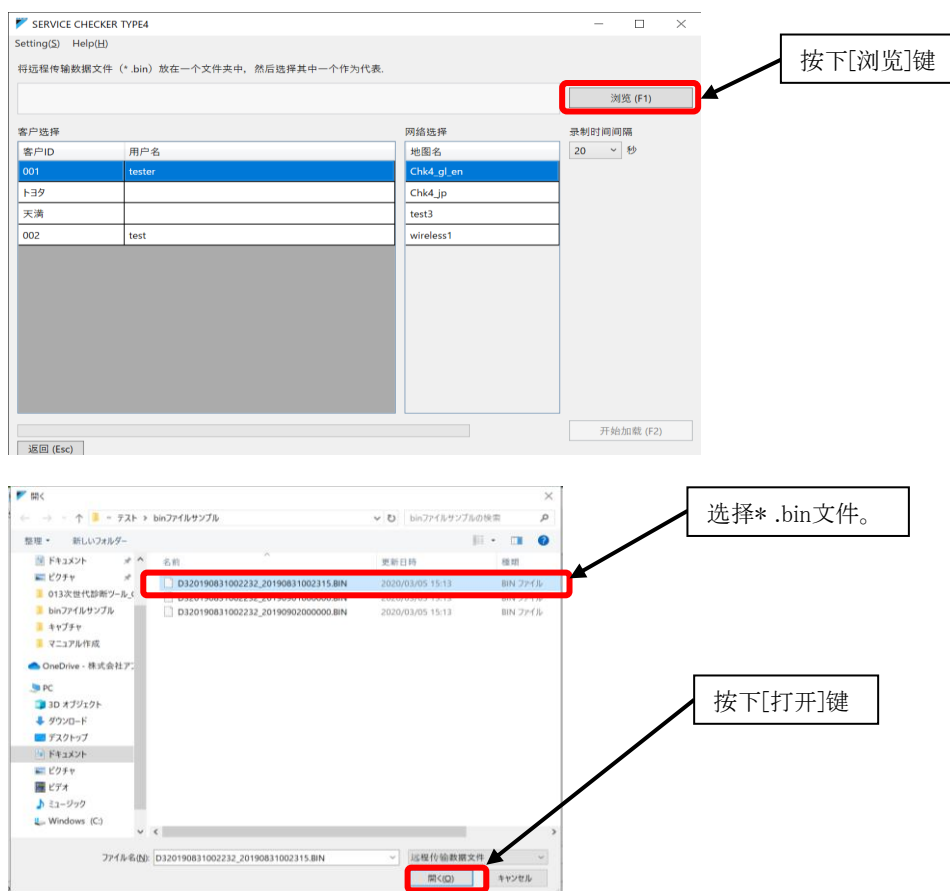 SERVICE CHECKER TYPE4
Setting(S) Help(H)
将远程传输数据文件（*.bin）放在一个文件夹中，然后选择其中一个作为代表.
浏览 (F1)
按下[浏览]键
客户选择
网络选择
录制时间间隔
客户ID 用户名
地图名
20 秒
001 tester
Chk4_gl_en
トヨタ
Chk4_jp
天満
test3
002 test
wireless1
开始加载 (F2)
返回 (Esc)
開く
テスト › binファイルサンプル
binファイルサンプルの検索
选择* .bin文件。
整理 新しいフォルダー
ドキュメント
名前 更新日時 種類
ピクチャ
D320190831002232_20190831002315.BIN 2020/03/05 15:13 BIN ファイル
013次世代診断ツール_
2020/03/05 15:13 BIN ファイル
binファイルサンプル
D320190831002232_20190902000000.BIN 2020/03/05 15:13 BIN ファイル
キャプチャ
マニュアル作成
OneDrive - 株式会社ア
PC
3D オブジェクト
按下[打开]键
ダウンロード
デスクトップ
ドキュメント
ピクチャ
ビデオ
ミュージック
Windows (C:)
ファイル名(N): D320190831002232_20190831002315.BIN
远程传输数据文件
開く(O) キャンセル